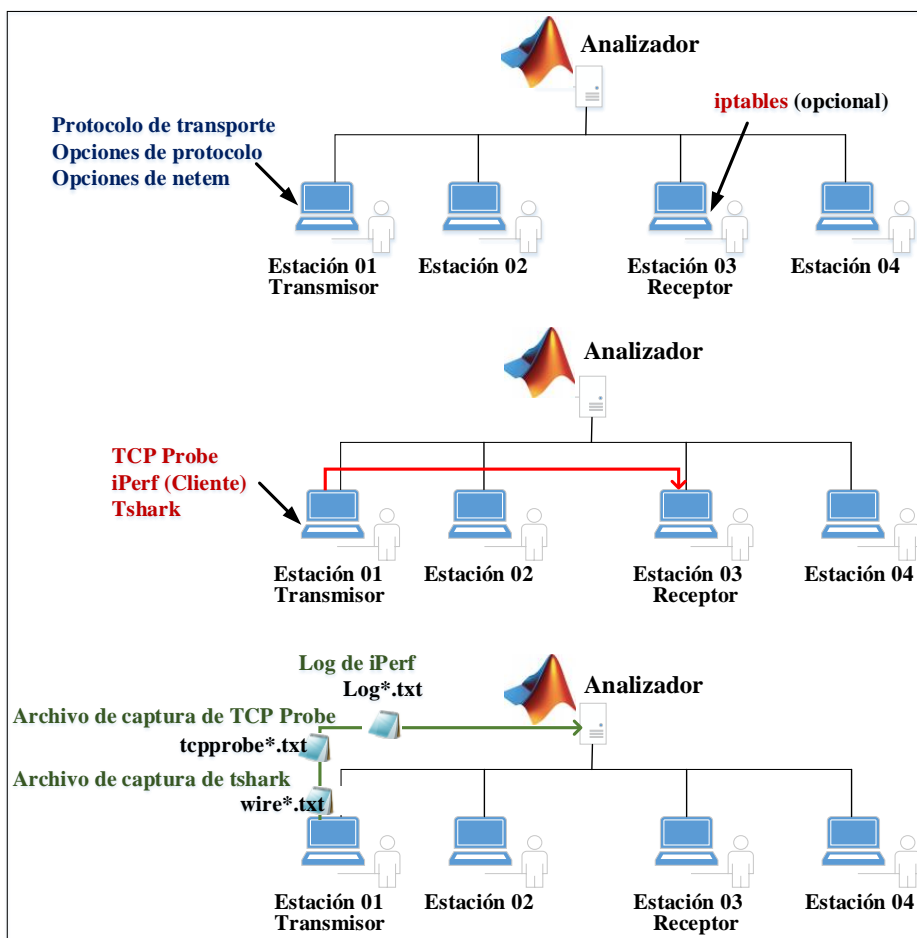 Analizador
iptables (opcional)
Protocolo de transporte
Opciones de protocolo
Opciones de netem
Estación 01
Transmisor
Estación 02
Estación 03
Receptor
Estación 04
Analizador
TCP Probe
iPerf (Cliente)
Tshark
Estación 01
Transmisor
Estación 02
Estación 03
Receptor
Estación 04
Log de iPerf
Log*.txt
Analizador
Archivo de captura de TCP Probe
tcpprobe*.txt
Archivo de captura de tshark
wire*.txt
Estación 01
Transmisor
Estación 02
Estación 03
Receptor
Estación 04